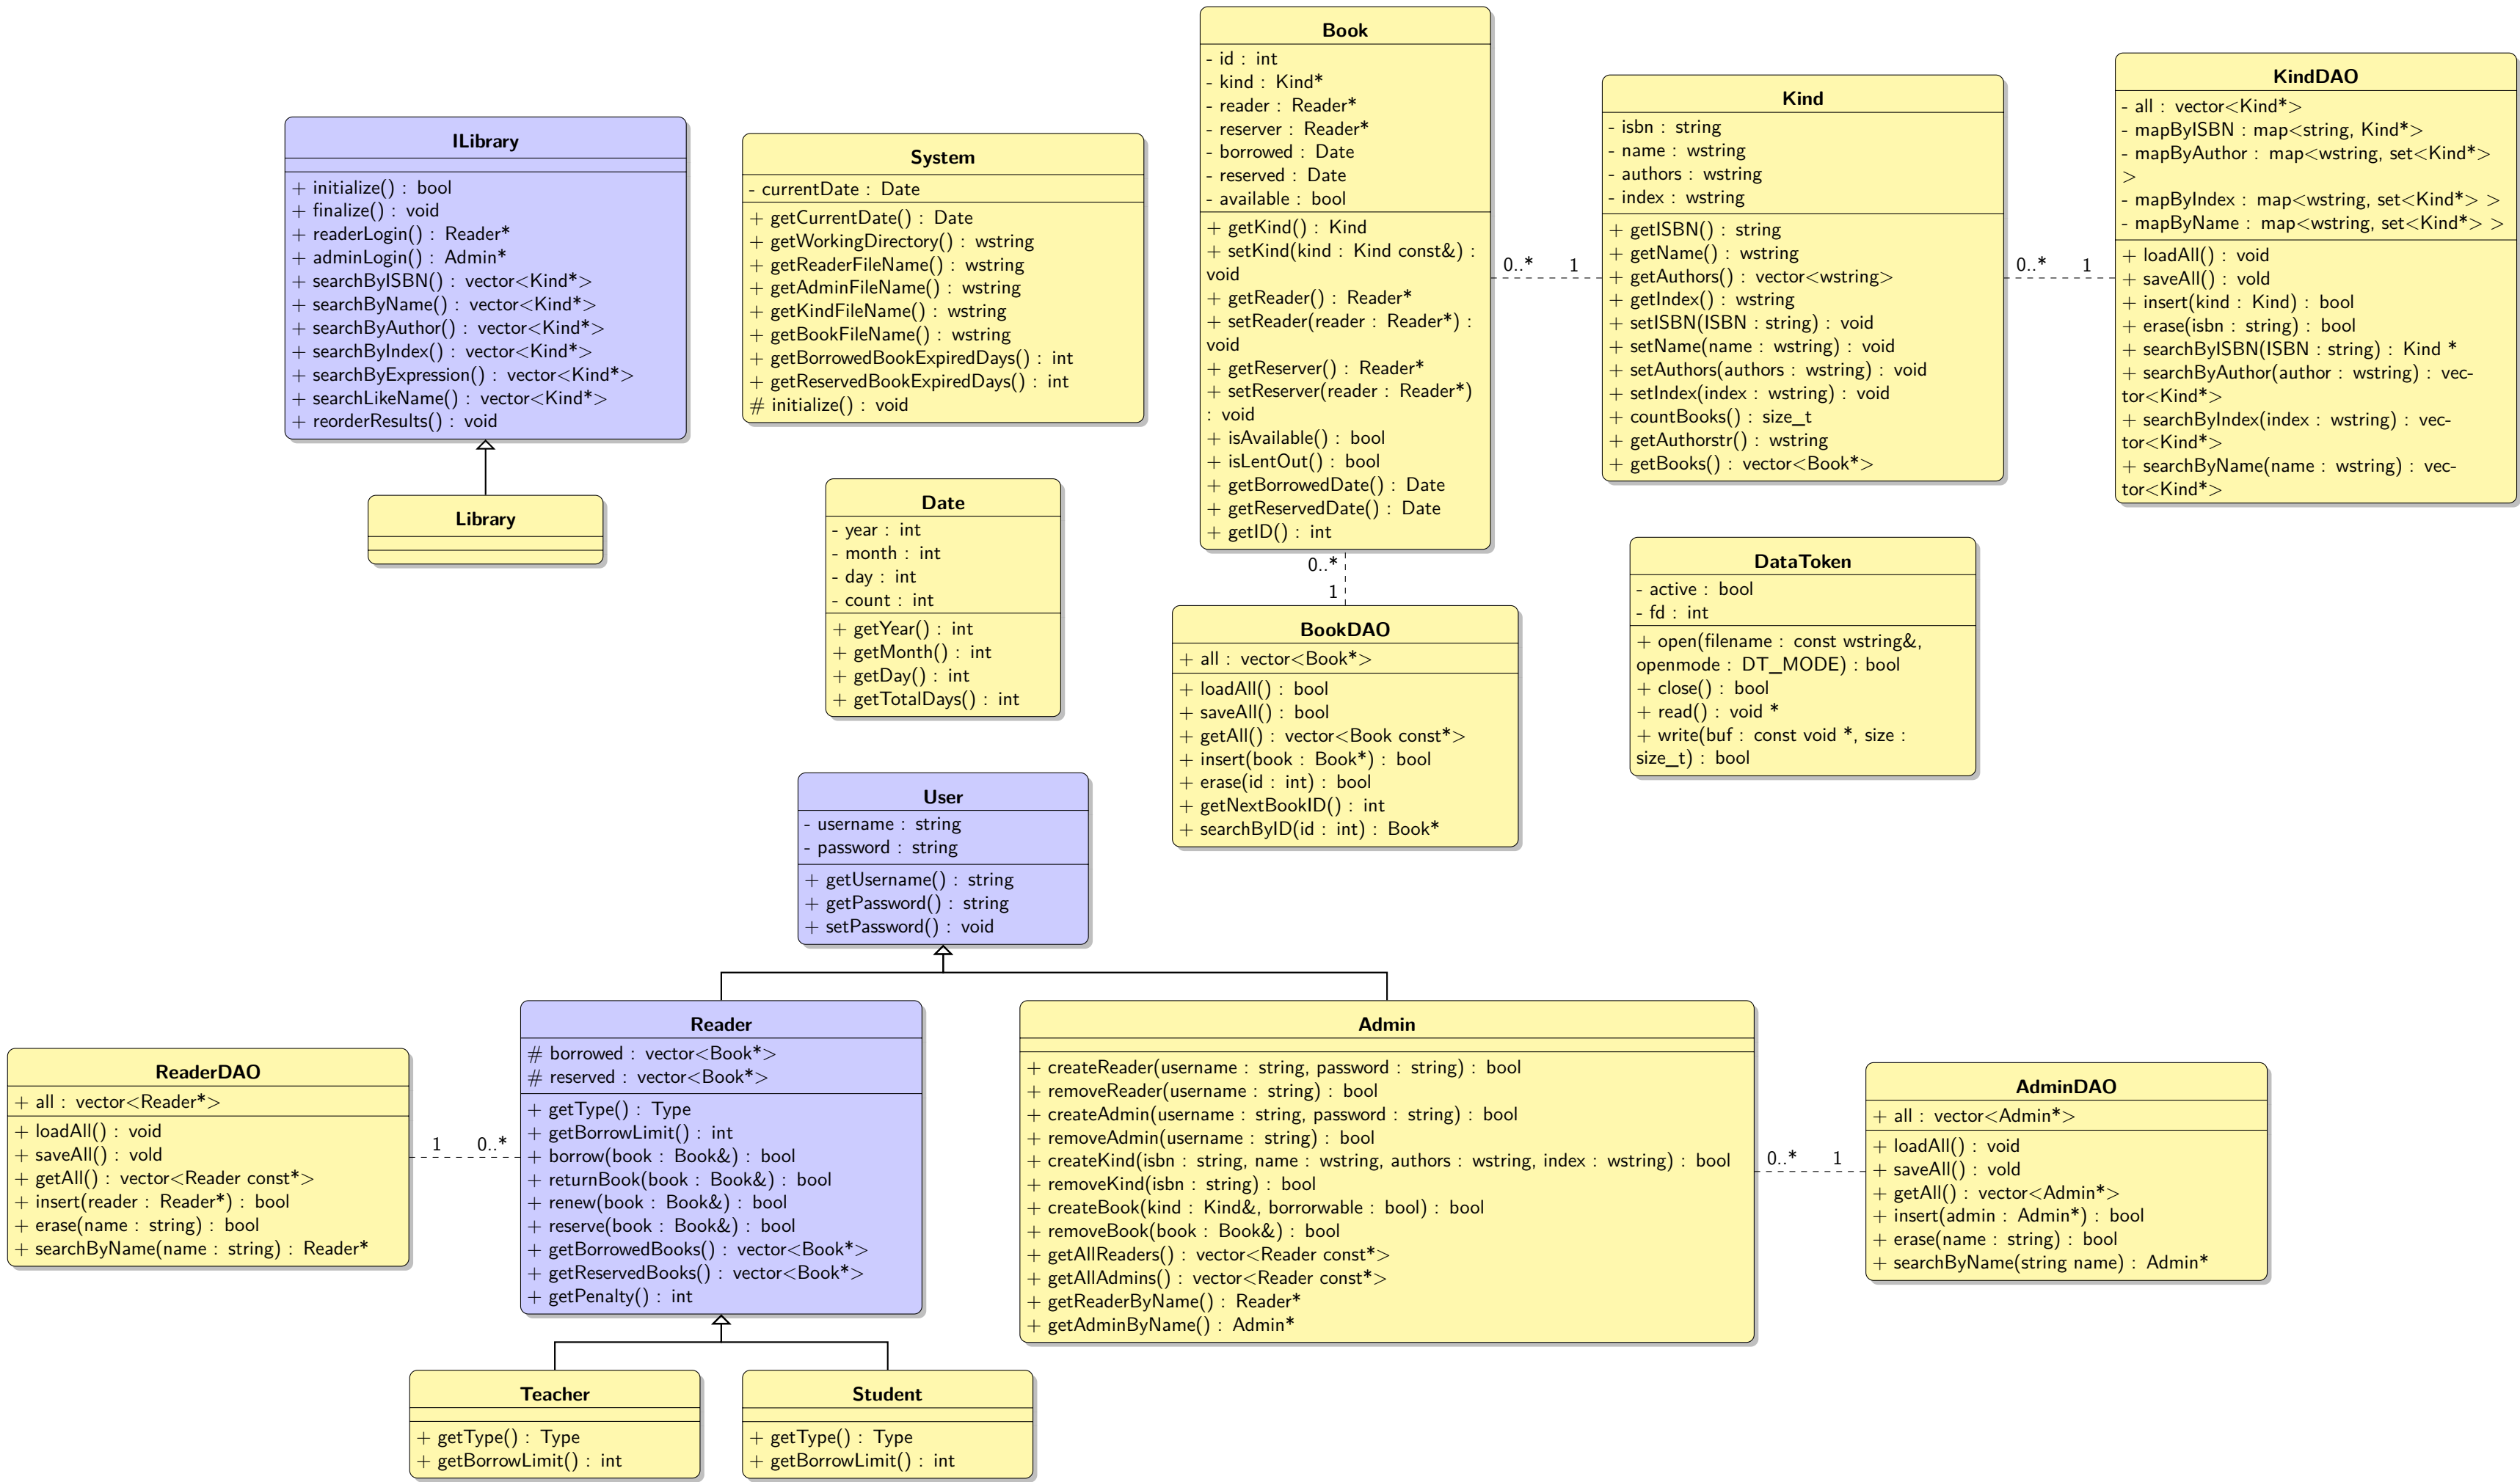 ILibrary
+ initialize() : bool
+ finalize() : void
+ readerLogin() : Reader*
+ adminLogin() : Admin*
+ searchByISBN() : vector<Kind*>
+ searchByName() : vector<Kind*>
+ searchByAuthor() : vector<Kind*>
+ searchByIndex() : vector<Kind*>
+ searchByExpression() : vector<Kind*>
+ searchLikeName() : vector<Kind*>
+ reorderResults() : void
Library
System
- currentDate : Date
+ getCurrentDate() : Date
+ getWorkingDirectory() : wstring
+ getReaderFileName() : wstring
+ getAdminFileName() : wstring
+ getKindFileName() : wstring
+ getBookFileName() : wstring
+ getBorrowedBookExpiredDays() : int
+ getReservedBookExpiredDays() : int
# initialize() : void
Date
- year : int
- month : int
- day : int
- count : int
+ getYear() : int
+ getMonth() : int
+ getDay() : int
+ getTotalDays() : int
Book
- id : int
- kind : Kind*
- reader : Reader*
- reserver : Reader*
- borrowed : Date
- reserved : Date
- available : bool
+ getKind() : Kind
+ setKind(kind : Kind const&) :
void
+ getReader() : Reader*
+ setReader(reader : Reader*) :
void
+ getReserver() : Reader*
+ setReserver(reader : Reader*)
: void
+ isAvailable() : bool
+ isLentOut() : bool
+ getBorrowedDate() : Date
+ getReservedDate() : Date
+ getID() : int
0..* 1
Kind
- isbn : string
- name : wstring
- authors : wstring
- index : wstring
+ getISBN() : string
+ getName() : wstring
+ getAuthors() : vector<wstring>
+ getIndex() : wstring
+ setISBN(ISBN : string) : void
+ setName(name : wstring) : void
+ setAuthors(authors : wstring) : void
+ setIndex(index : wstring) : void
+ countBooks() : size_t
+ getAuthorstr() : wstring
+ getBooks() : vector<Book*>
0..* 1
KindDAO
- all : vector<Kind*>
- mapByISBN : map<string, Kind*>
- mapByAuthor : map<wstring, set<Kind*>
>
- mapByIndex : map<wstring, set<Kind*> >
- mapByName : map<wstring, set<Kind*> >
+ loadAll() : void
+ saveAll() : vold
+ insert(kind : Kind) : bool
+ erase(isbn : string) : bool
+ searchByISBN(ISBN : string) : Kind *
+ searchByAuthor(author : wstring) : vec-
tor<Kind*>
+ searchByIndex(index : wstring) : vec-
tor<Kind*>
+ searchByName(name : wstring) : vec-
tor<Kind*>
0..*
1
BookDAO
+ all : vector<Book*>
+ loadAll() : bool
+ saveAll() : bool
+ getAll() : vector<Book const*>
+ insert(book : Book*) : bool
+ erase(id : int) : bool
+ getNextBookID() : int
+ searchByID(id : int) : Book*
DataToken
- active : bool
- fd : int
+ open(filename : const wstring&,
openmode : DT_MODE) : bool
+ close() : bool
+ read() : void *
+ write(buf : const void *, size :
size_t) : bool
User
- username : string
- password : string
+ getUsername() : string
+ getPassword() : string
+ setPassword() : void
ReaderDAO
+ all : vector<Reader*>
+ loadAll() : void
+ saveAll() : vold
+ getAll() : vector<Reader const*>
+ insert(reader : Reader*) : bool
+ erase(name : string) : bool
+ searchByName(name : string) : Reader*
1 0..*
Reader
# borrowed : vector<Book*>
# reserved : vector<Book*>
+ getType() : Type
+ getBorrowLimit() : int
+ borrow(book : Book&) : bool
+ returnBook(book : Book&) : bool
+ renew(book : Book&) : bool
+ reserve(book : Book&) : bool
+ getBorrowedBooks() : vector<Book*>
+ getReservedBooks() : vector<Book*>
+ getPenalty() : int
Admin
+ createReader(username : string, password : string) : bool
+ removeReader(username : string) : bool
+ createAdmin(username : string, password : string) : bool
+ removeAdmin(username : string) : bool
+ createKind(isbn : string, name : wstring, authors : wstring, index : wstring) : bool
+ removeKind(isbn : string) : bool
+ createBook(kind : Kind&, borrorwable : bool) : bool
+ removeBook(book : Book&) : bool
+ getAllReaders() : vector<Reader const*>
+ getAllAdmins() : vector<Reader const*>
+ getReaderByName() : Reader*
+ getAdminByName() : Admin*
0..* 1
AdminDAO
+ all : vector<Admin*>
+ loadAll() : void
+ saveAll() : vold
+ getAll() : vector<Admin*>
+ insert(admin : Admin*) : bool
+ erase(name : string) : bool
+ searchByName(string name) : Admin*
Teacher
+ getType() : Type
+ getBorrowLimit() : int
Student
+ getType() : Type
+ getBorrowLimit() : int